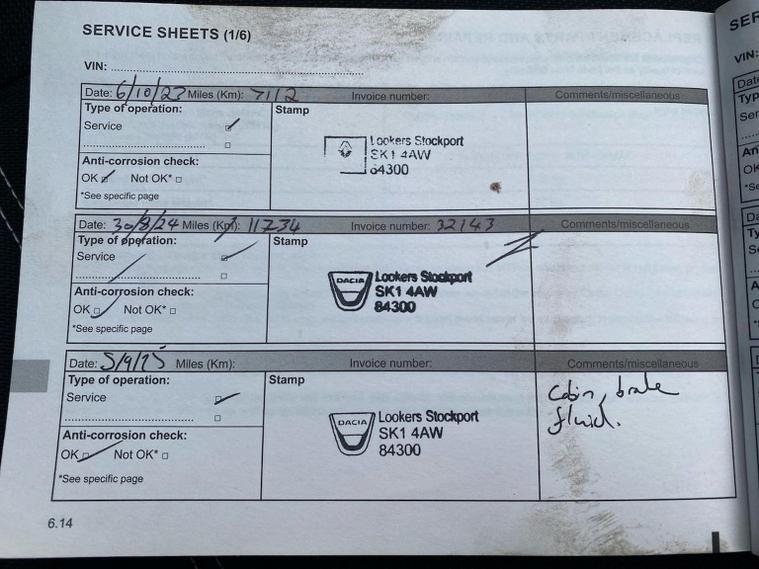 SERVICE SHEETS (1/6)
VIN:
Date: 6/10/23 Miles (Km): 7112 Invoice number: Comments/miscellaneous
Type of operation: Stamp
Service
Lookers Stockport
SK1 4AW
84300
Anti-corrosion check:
OK Not OK*
*See specific page
Date: 30/8/24 Miles (Km): 11734 Invoice number: 32143 Comments/miscellaneous
Type of operation: Stamp
Service
DACIA Lookers Stockport
SK1 4AW
84300
Anti-corrosion check:
OK Not OK*
*See specific page
Date: 5/9/25 Miles (Km): Invoice number: Comments/miscellaneous
Type of operation: Stamp
Service
Cabin, brake
fluid.
DACIA Lookers Stockport
SK1 4AW
84300
Anti-corrosion check:
OK Not OK*
*See specific page
6.14
SER
VIN: